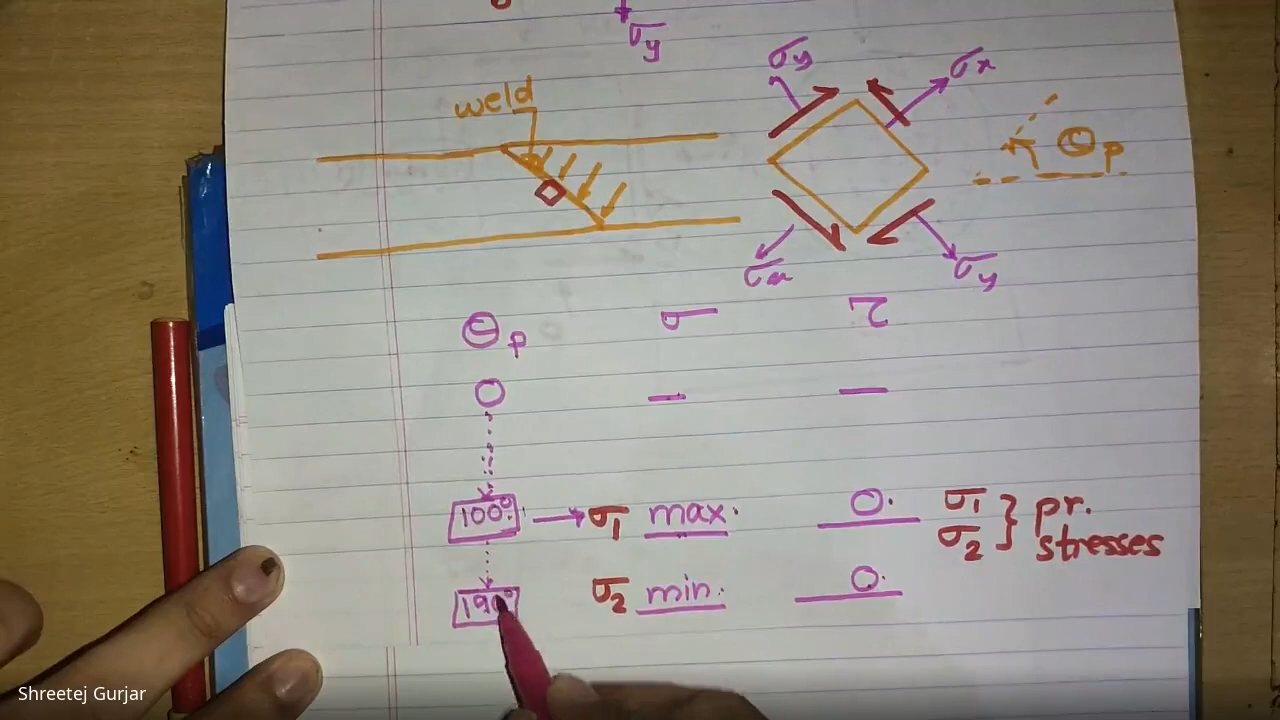 σy
weld
σy
σx
θp
σx
σy
θp σ τ
0 — —
100° → σ1 max. 0.
σ1
σ2 } pr. stresses
190° σ2 min. 0.
Shreetej Gurjar